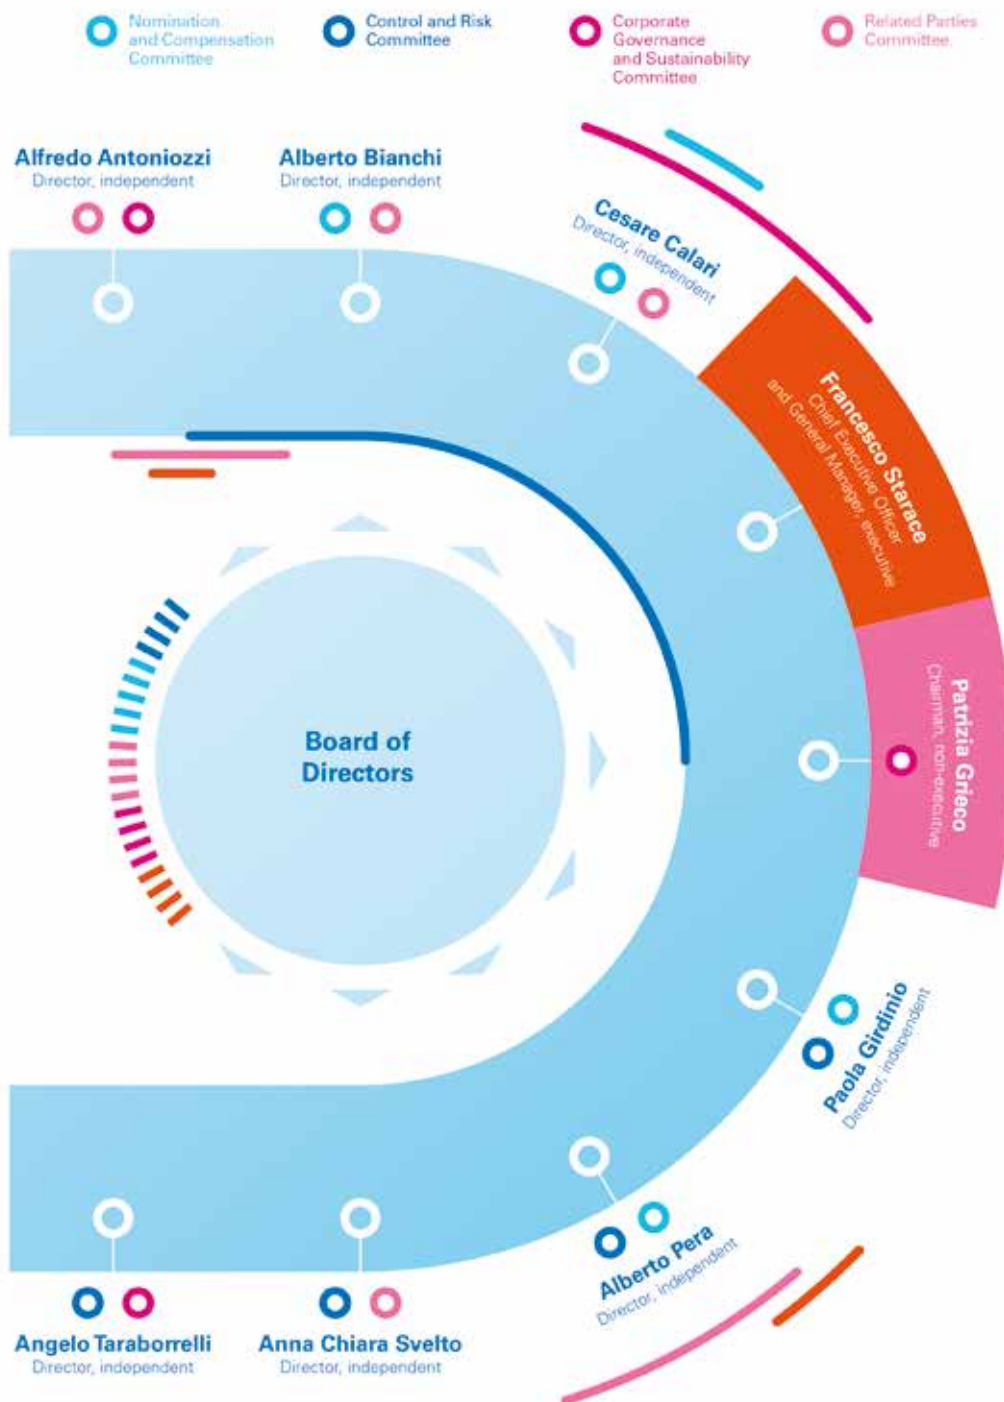 Nomination
and Compensation
Committee
Control and Risk
Committee
Corporate
Governance
and Sustainability
Committee
Related Parties
Committee
Alfredo Antoniozzi
Director, independent
Alberto Bianchi
Director, independent
Cesare Calari
Director, independent
Francesco Starace
Chief Executive Officer
and General Manager, executive
Patrizia Grieco
Chairman, non-executive
Board of
Directors
Paola Girdinio
Director, independent
Alberto Pera
Director, independent
Angelo Taraborrelli
Director, independent
Anna Chiara Svelto
Director, independent